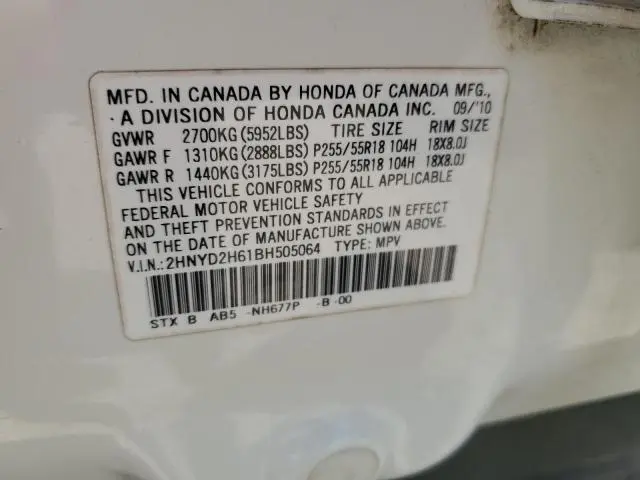 MFD. IN CANADA BY HONDA OF CANADA MFG.,
A DIVISION OF HONDA CANADA INC. 09/'10
GVWR 2700KG(5952LBS) TIRE SIZE RIM SIZE
GAWR F 1310KG(2888LBS) P255/55R18 104H 18X8.0J
GAWR R 1440KG(3175LBS) P255/55R18 104H 18X8.0J
THIS VEHICLE CONFORMS TO ALL APPLICABLE
FEDERAL MOTOR VEHICLE SAFETY
AND THEFT PREVENTION STANDARDS IN EFFECT
ON THE DATE OF MANUFACTURE SHOWN ABOVE.
V.I.N.:2HNYD2H61BH505064 TYPE: MPV
STX B AB5 -NH677P -B-00